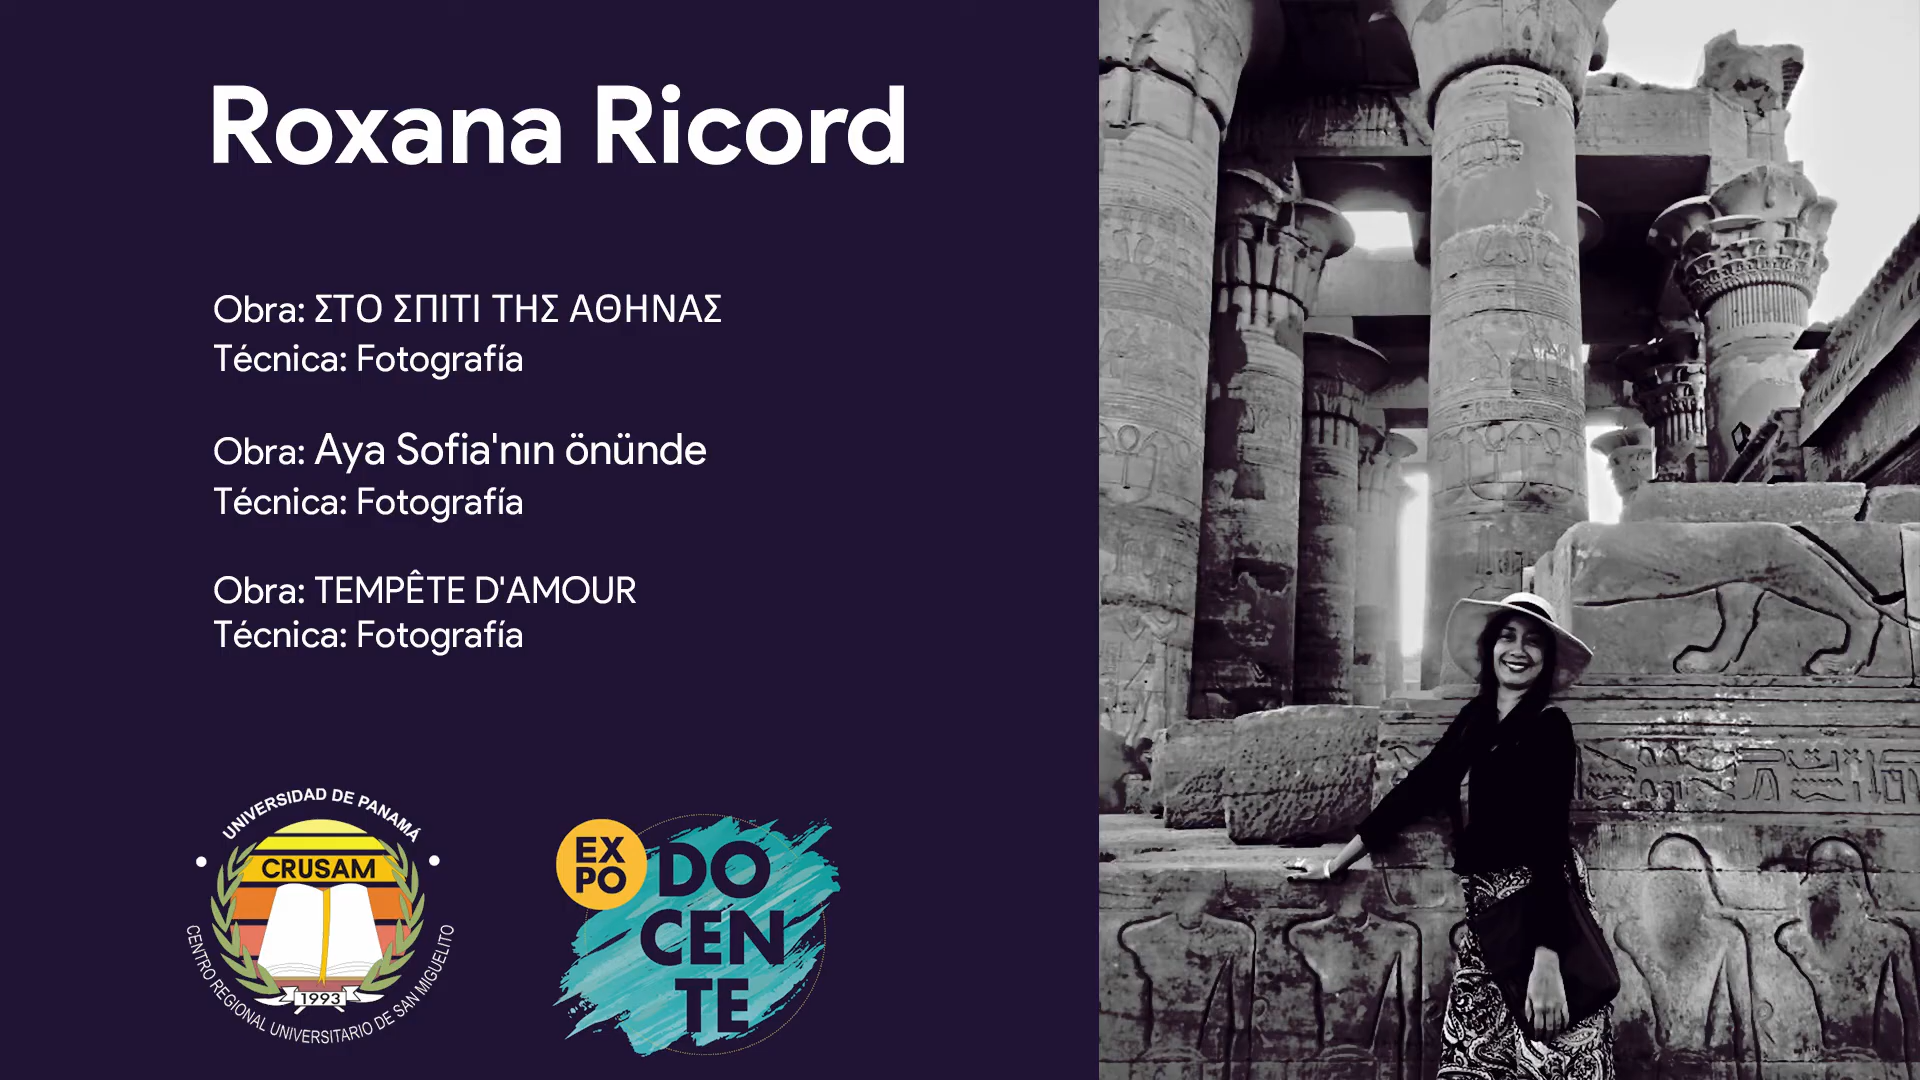 Roxana Ricord
Obra: ΣΤΟ ΣΠΙΤΙ ΤΗΣ ΑΘΗΝΑΣ
Técnica: Fotografía
Obra: Aya Sofia'nın önünde
Técnica: Fotografía
Obra: TEMPÊTE D'AMOUR
Técnica: Fotografía
UNIVERSIDAD DE PANAMÁ
CRUSAM
1993
CENTRO REGIONAL UNIVERSITARIO DE SAN MIGUELITO
EX
PO
DO
CEN
TE